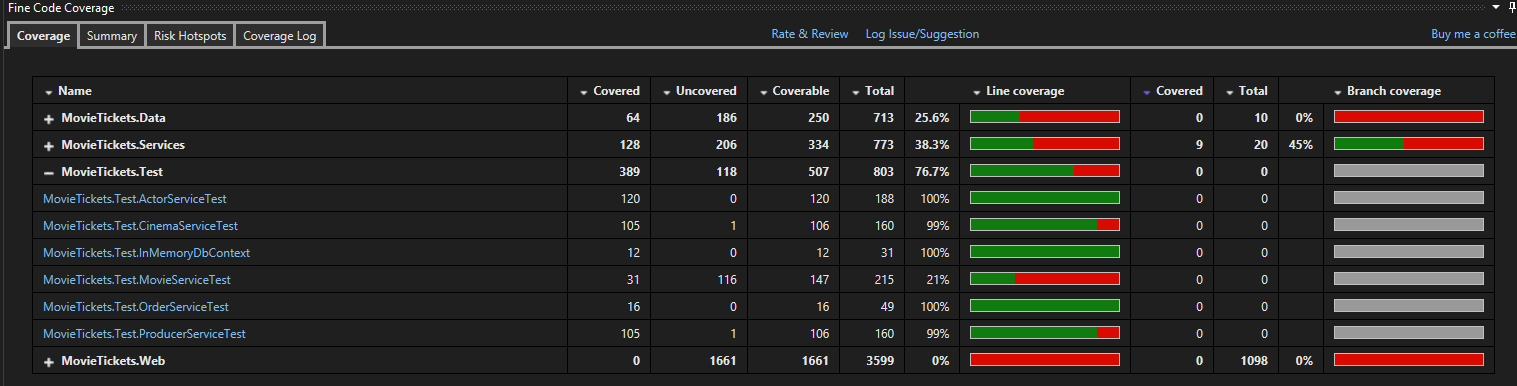 Fine Code Coverage
Coverage Summary Risk Hotspots Coverage Log Rate & Review Log Issue/Suggestion Buy me a coffee
Name Covered Uncovered Coverable Total Line coverage Covered Total Branch coverage
MovieTickets.Data 64 186 250 713 25.6% 0 10 0%
MovieTickets.Services 128 206 334 773 38.3% 9 20 45%
MovieTickets.Test 389 118 507 803 76.7% 0 0
MovieTickets.Test.ActorServiceTest 120 0 120 188 100% 0 0
MovieTickets.Test.CinemaServiceTest 105 1 106 160 99% 0 0
MovieTickets.Test.InMemoryDbContext 12 0 12 31 100% 0 0
MovieTickets.Test.MovieServiceTest 31 116 147 215 21% 0 0
MovieTickets.Test.OrderServiceTest 16 0 16 49 100% 0 0
MovieTickets.Test.ProducerServiceTest 105 1 106 160 99% 0 0
MovieTickets.Web 0 1661 1661 3599 0% 0 1098 0%